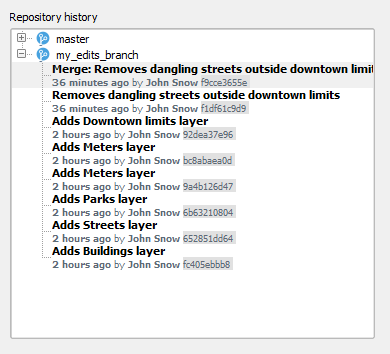 Repository history
master
my_edits_branch
Merge: Removes dangling streets outside downtown limit
36 minutes ago by John Snow f9cce3655e
Removes dangling streets outside downtown limits
36 minutes ago by John Snow f1df61c9d9
Adds Downtown limits layer
2 hours ago by John Snow 92dea37e96
Adds Meters layer
2 hours ago by John Snow bc8abaea0d
Adds Meters layer
2 hours ago by John Snow 9a4b126d47
Adds Parks layer
2 hours ago by John Snow 6b63210804
Adds Streets layer
2 hours ago by John Snow 652851dd64
Adds Buildings layer
2 hours ago by John Snow fc405ebbb8